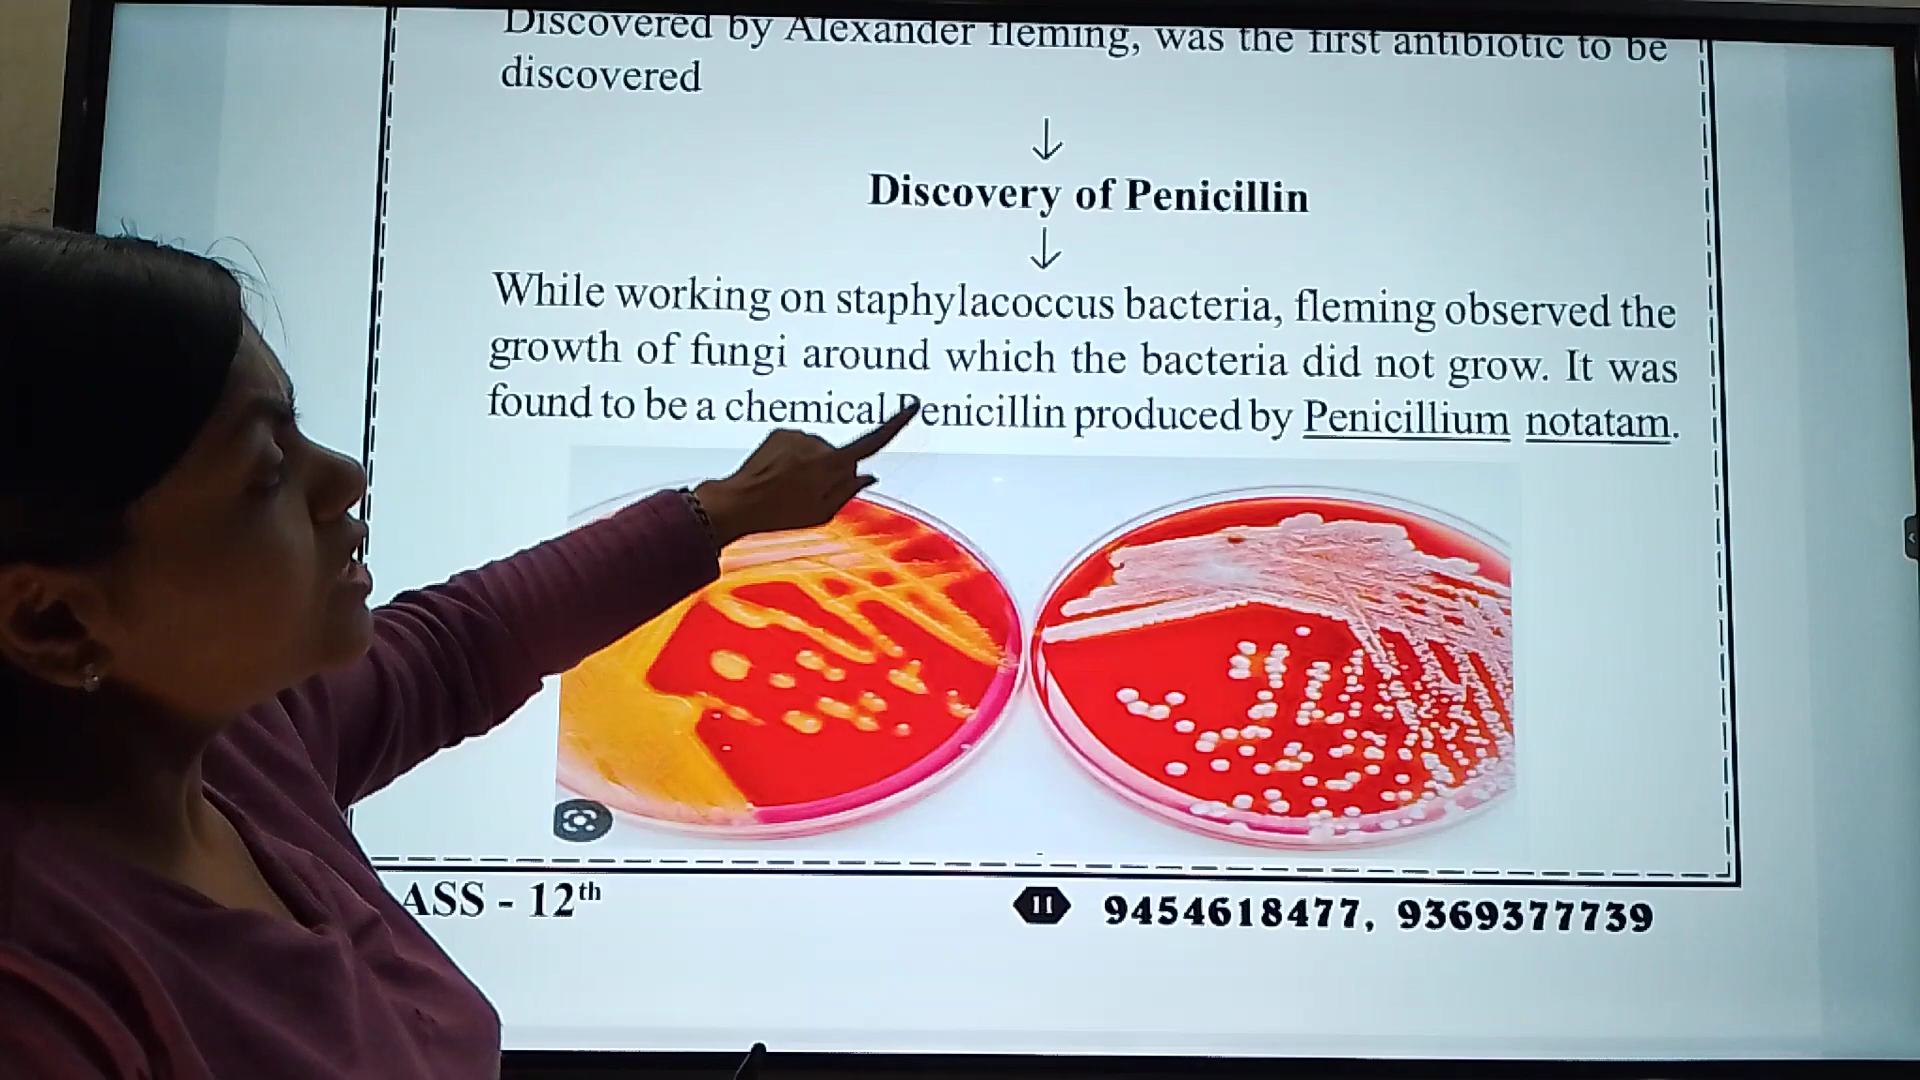 Discovered by Alexander fleming, was the first antibiotic to be
discovered
↓
Discovery of Penicillin
↓
While working on staphylacoccus bacteria, fleming observed the
growth of fungi around which the bacteria did not grow. It was
found to be a chemical Penicillin produced by Penicillium notatam.
ASS - 12th
11 9454618477, 9369377739